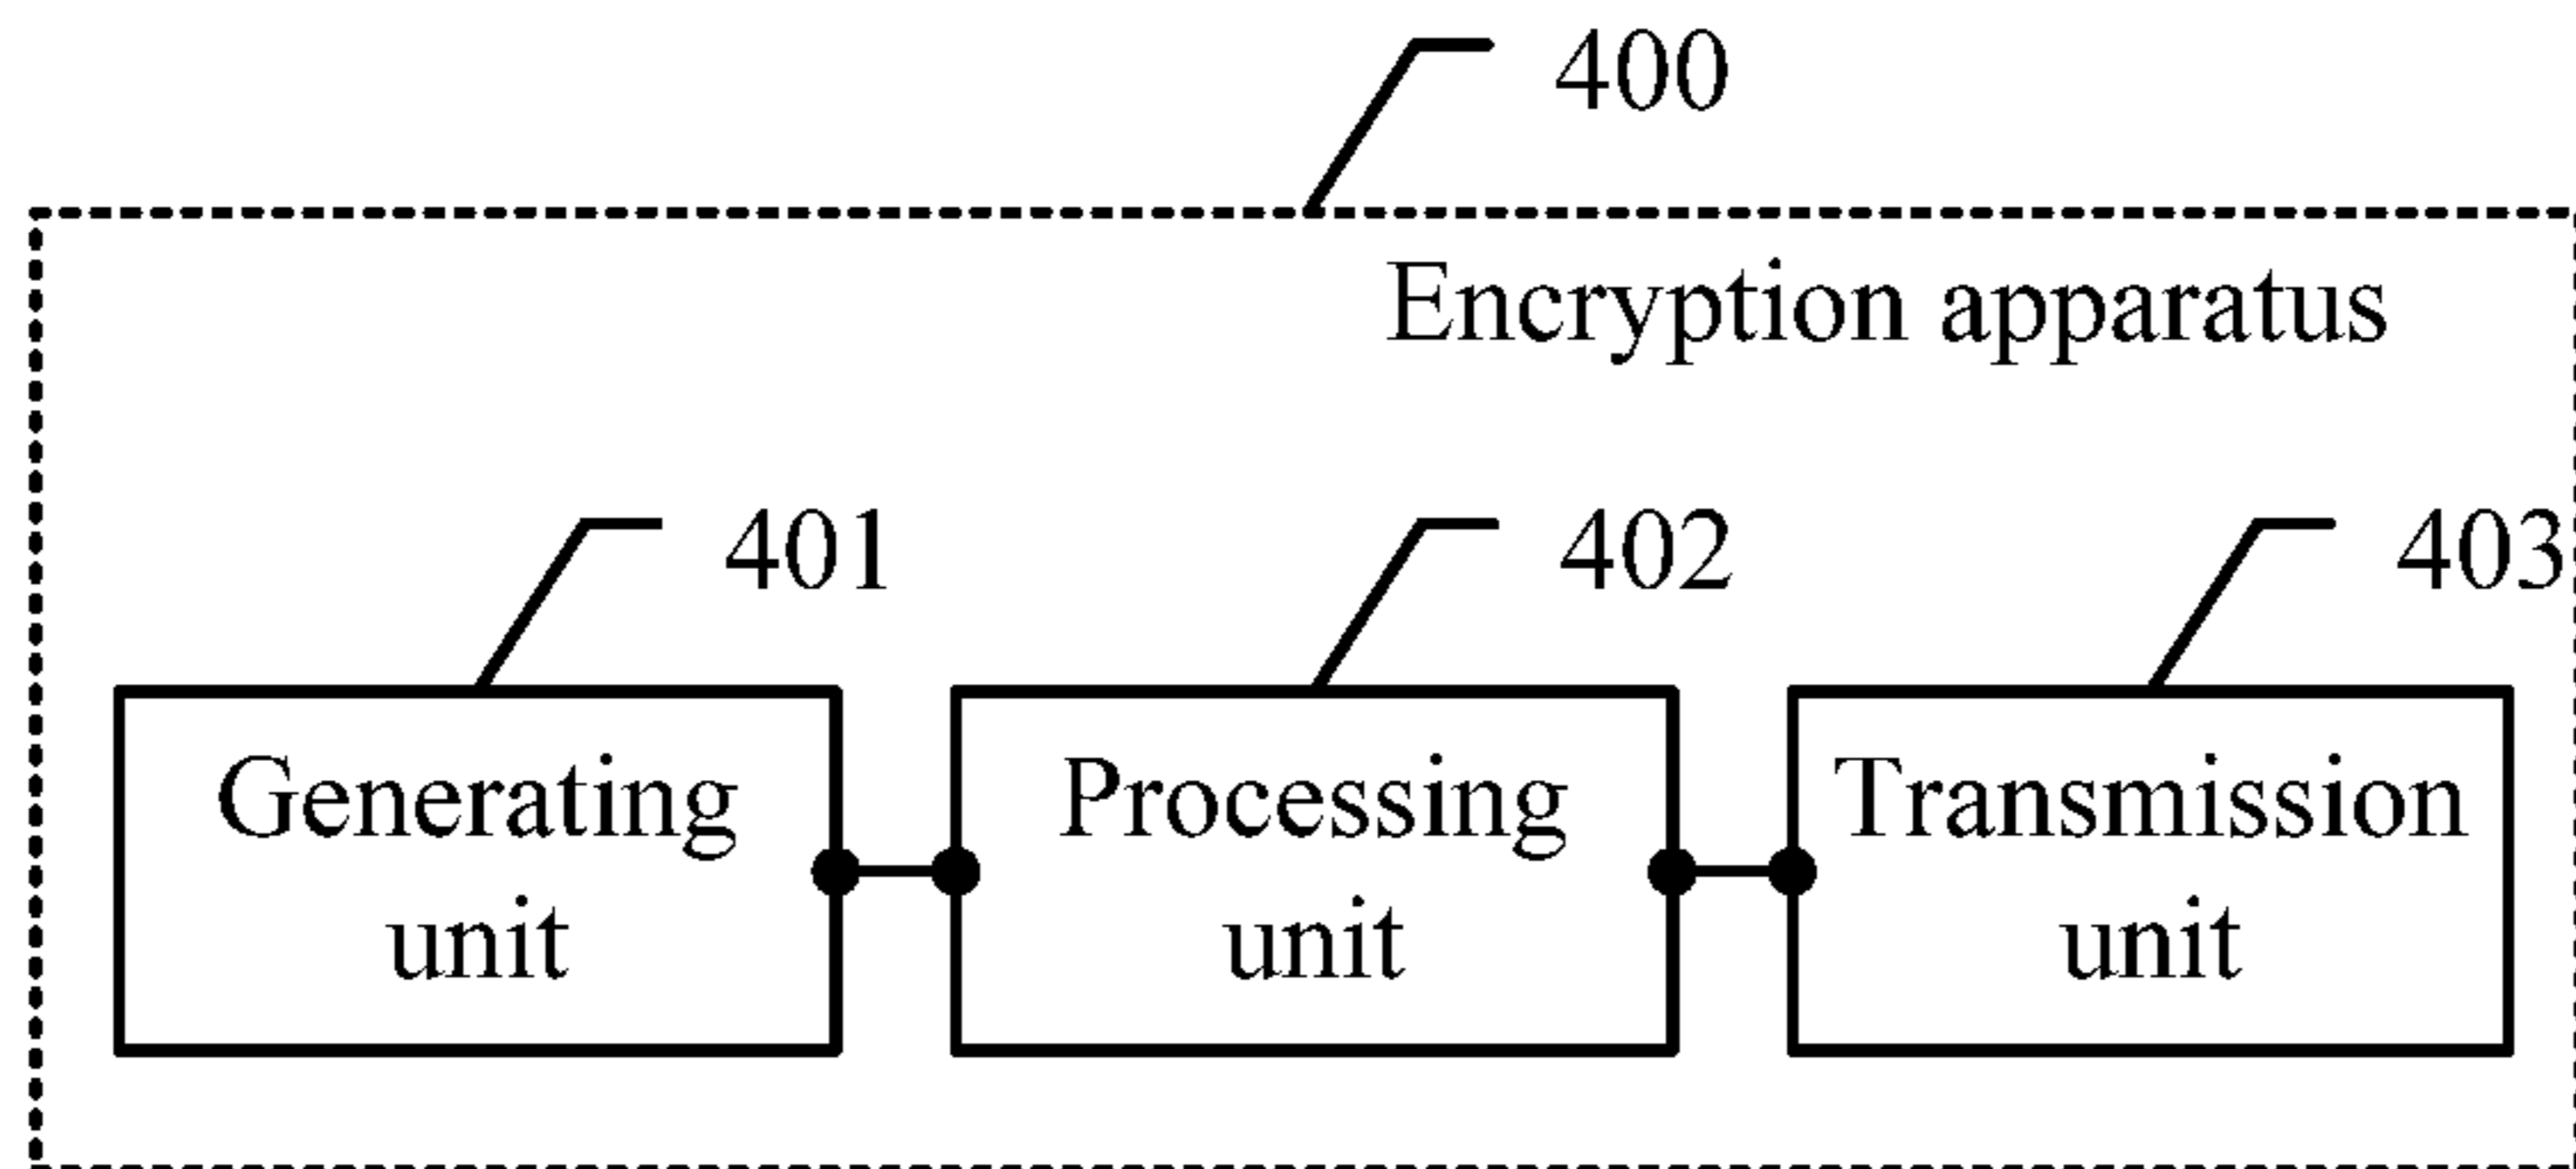 400
Encryption apparatus
401
402
403
Generating
unit
Processing
unit
Transmission
unit